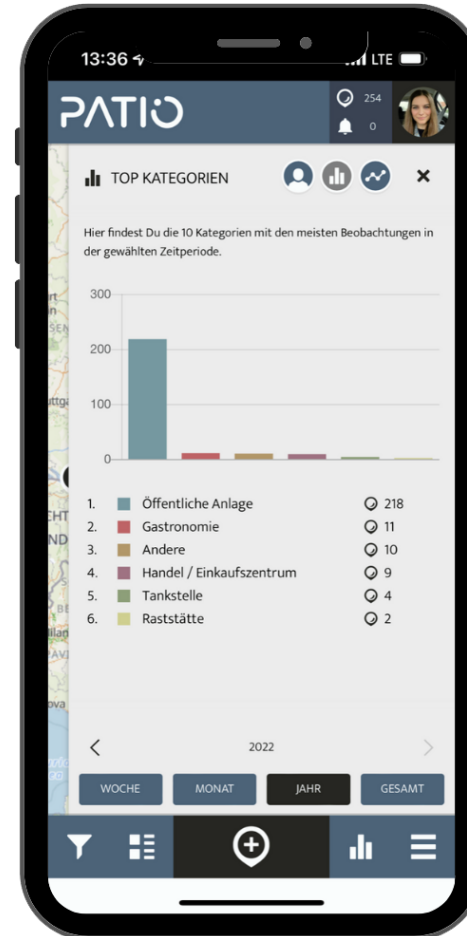 13:36
LTE
PATIO
254
0
TOP KATEGORIEN
Hier findest Du die 10 Kategorien mit den meisten Beobachtungen in
der gewählten Zeitperiode.
300
200
100
0
1. Öffentliche Anlage 218
2. Gastronomie 11
3. Andere 10
4. Handel / Einkaufszentrum 9
5. Tankstelle 4
6. Raststätte 2
2022
WOCHE MONAT JAHR GESAMT